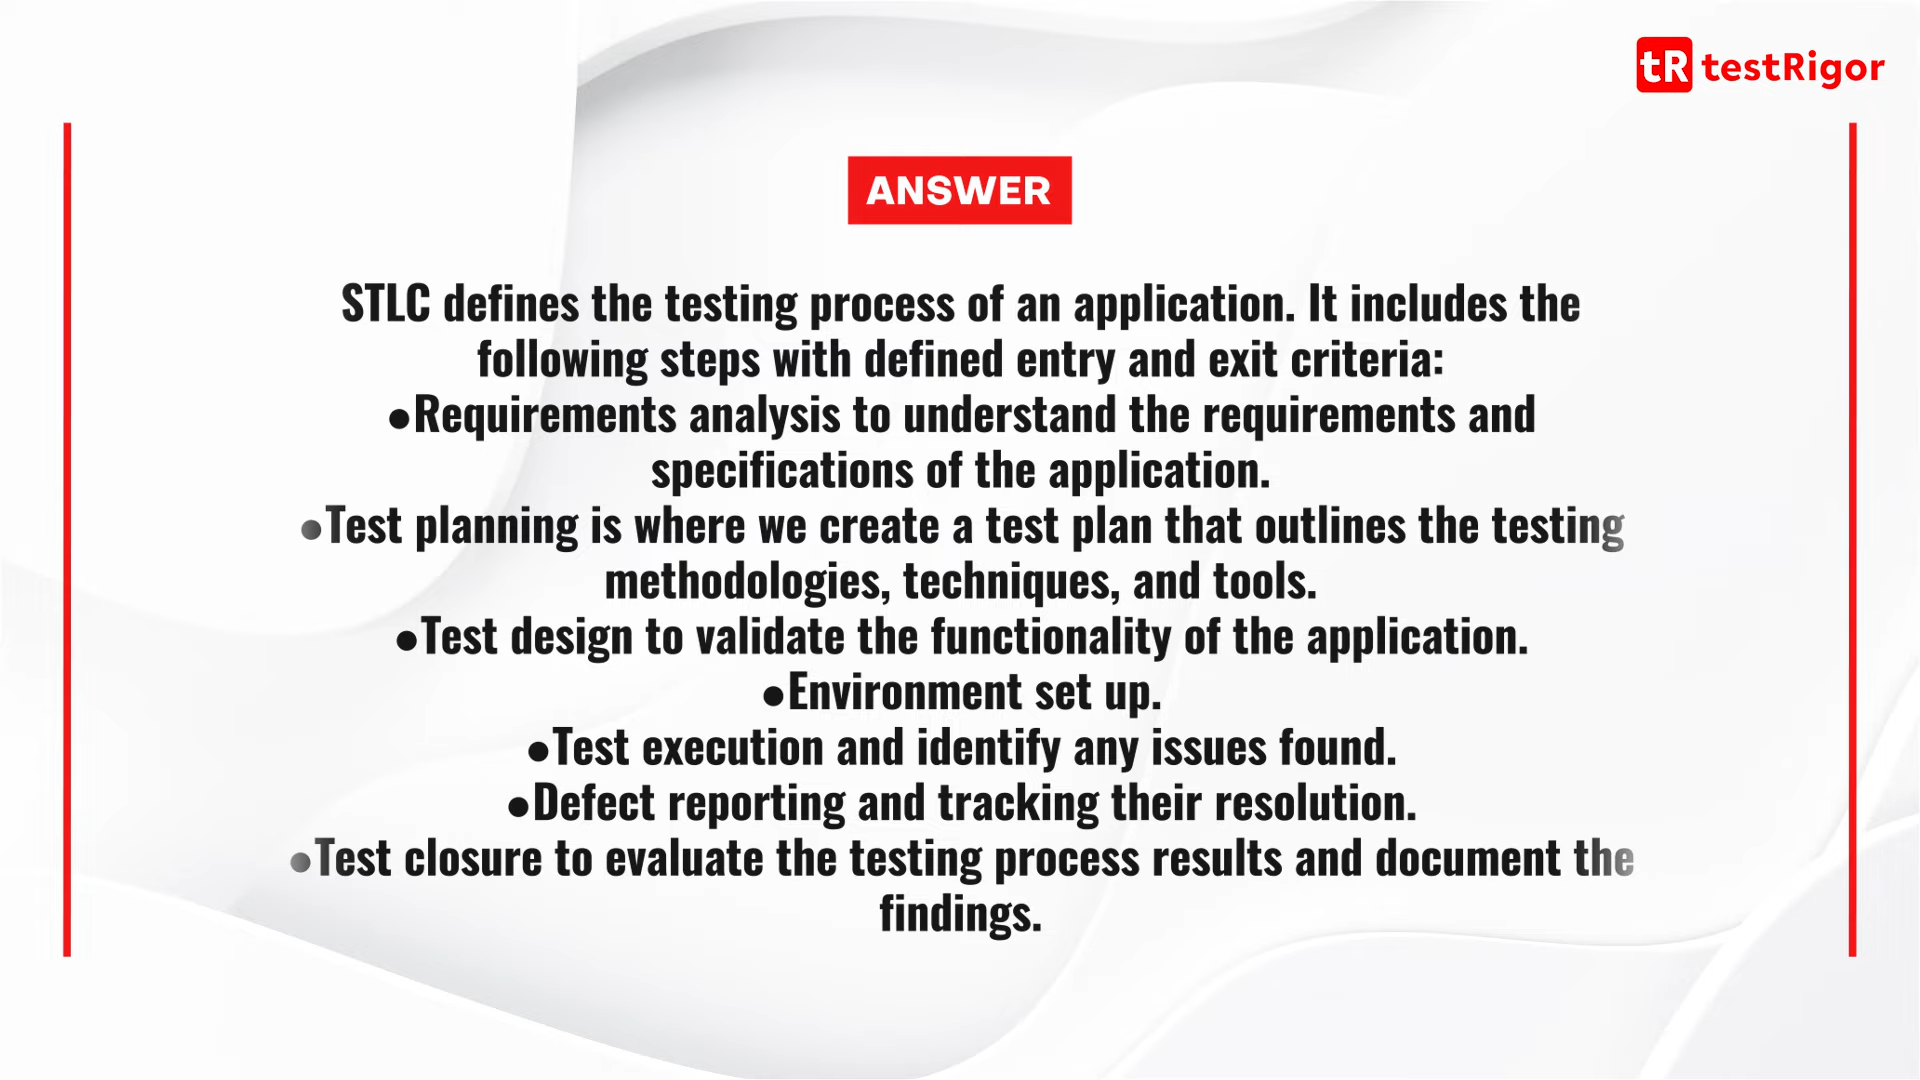 tR testRigor
ANSWER
STLC defines the testing process of an application. It includes the
following steps with defined entry and exit criteria:
●Requirements analysis to understand the requirements and
specifications of the application.
●Test planning is where we create a test plan that outlines the testing
methodologies, techniques, and tools.
●Test design to validate the functionality of the application.
●Environment set up.
●Test execution and identify any issues found.
●Defect reporting and tracking their resolution.
●Test closure to evaluate the testing process results and document the
findings.